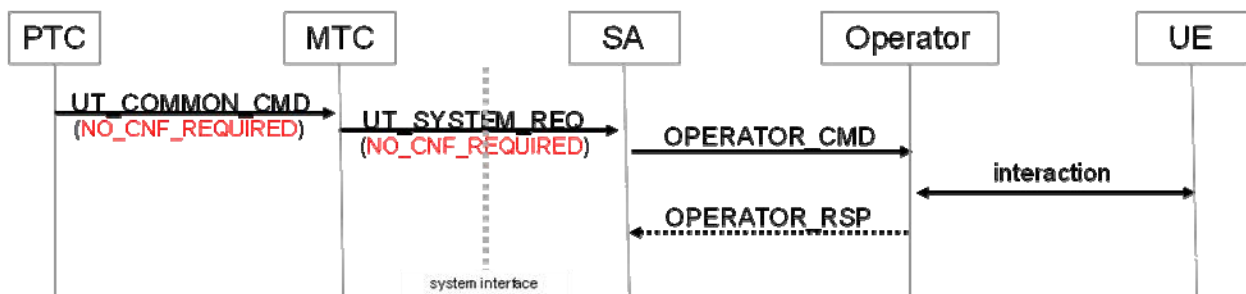 PTC
MTC
SA
Operator
UE
UT_COMMON_CMD
(NO_CNF_REQUIRED)
UT_SYSTEM_REQ
(NO_CNF_REQUIRED)
OPERATOR_CMD
interaction
OPERATOR_RSP
system interface